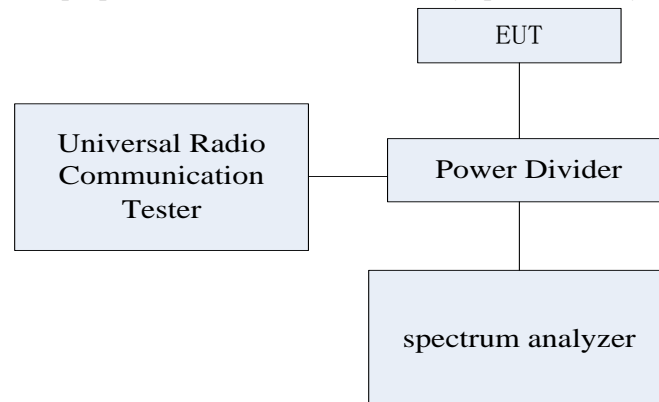 EUT
Universal Radio
Communication
Tester
Power Divider
spectrum analyzer